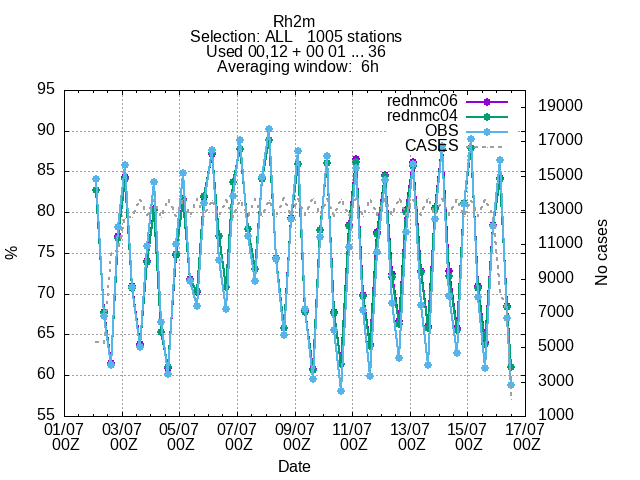 Rh2m
Selection: ALL 1005 stations
Used 00,12 + 00 01 ... 36
Averaging window: 6h
rednmc06
rednmc04
OBS
CASES
95
90
85
80
75
70
65
60
55
%
19000
17000
15000
13000
11000
9000
7000
5000
3000
1000
No cases
01/07 03/07 05/07 07/07 09/07 11/07 13/07 15/07 17/07
00Z 00Z 00Z 00Z 00Z 00Z 00Z 00Z 00Z
Date